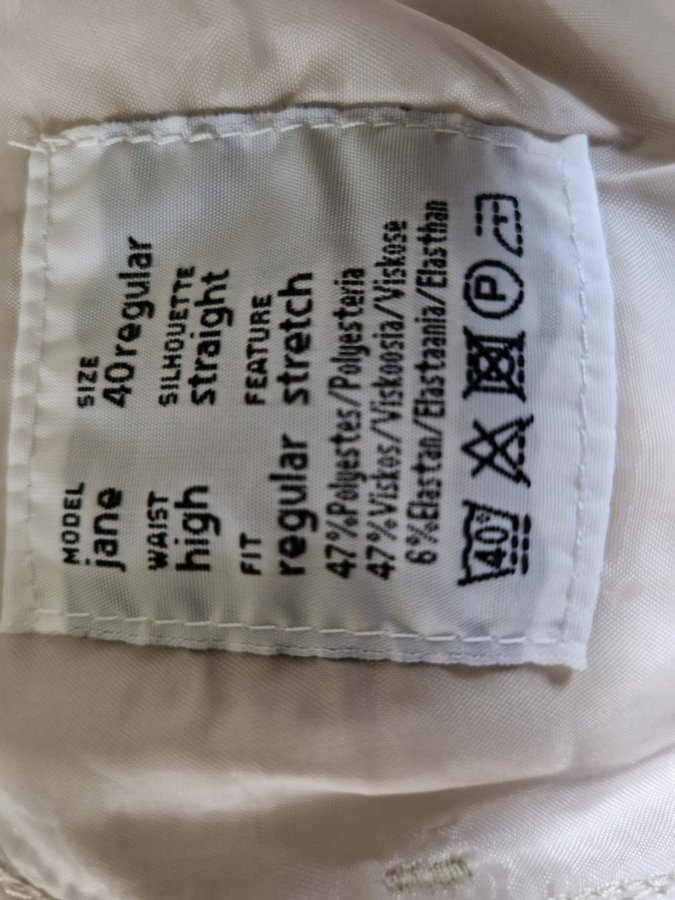 MODEL SIZE
jane 40regular
WAIST SILHOUETTE
high straight
FIT FEATURE
regular stretch
47%Polyestes/Polyesteria
47%Viskos/Viskoosia/Viskose
6%Elastan/Elastaania/Elasthan
40° P